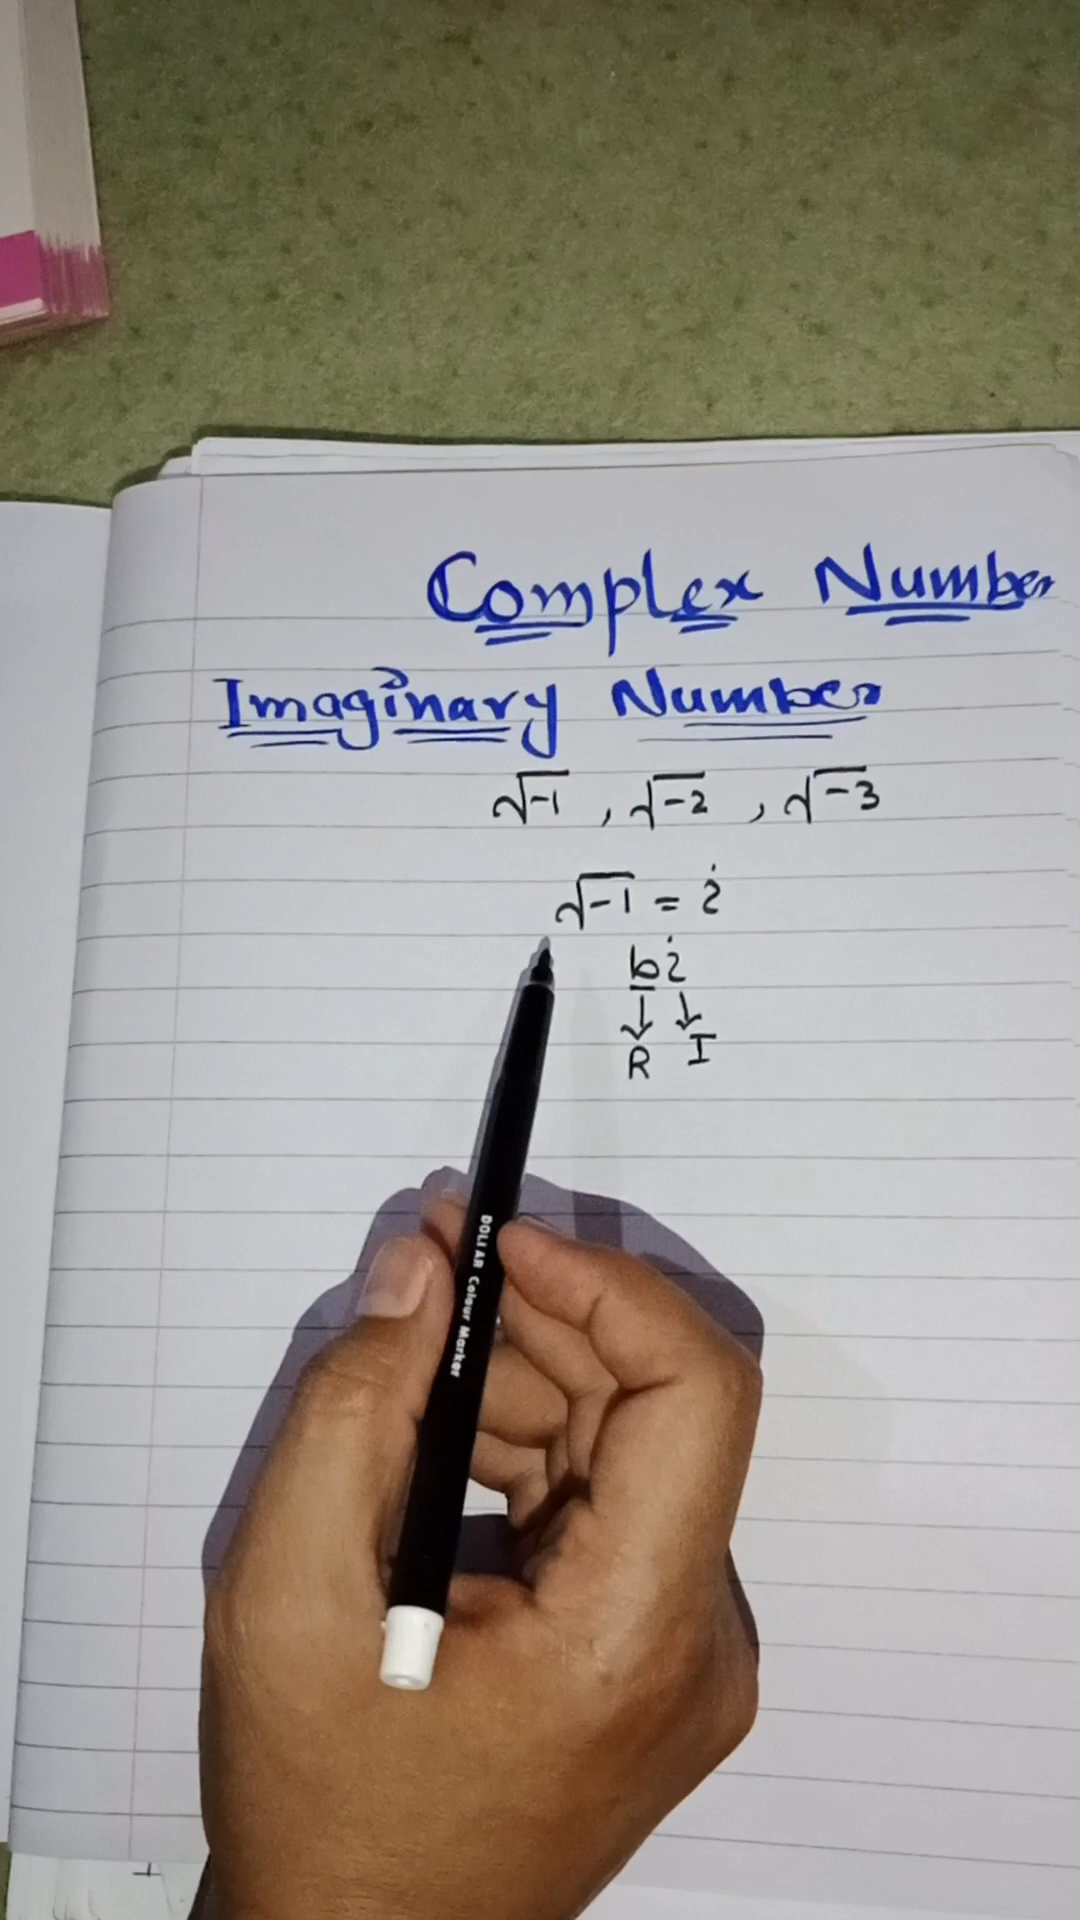 Complex Number
Imaginary Number
√-1 , √-2 , √-3
√-1 = i
bi
↓ ↓
R I
DOLLAR Colour Marker